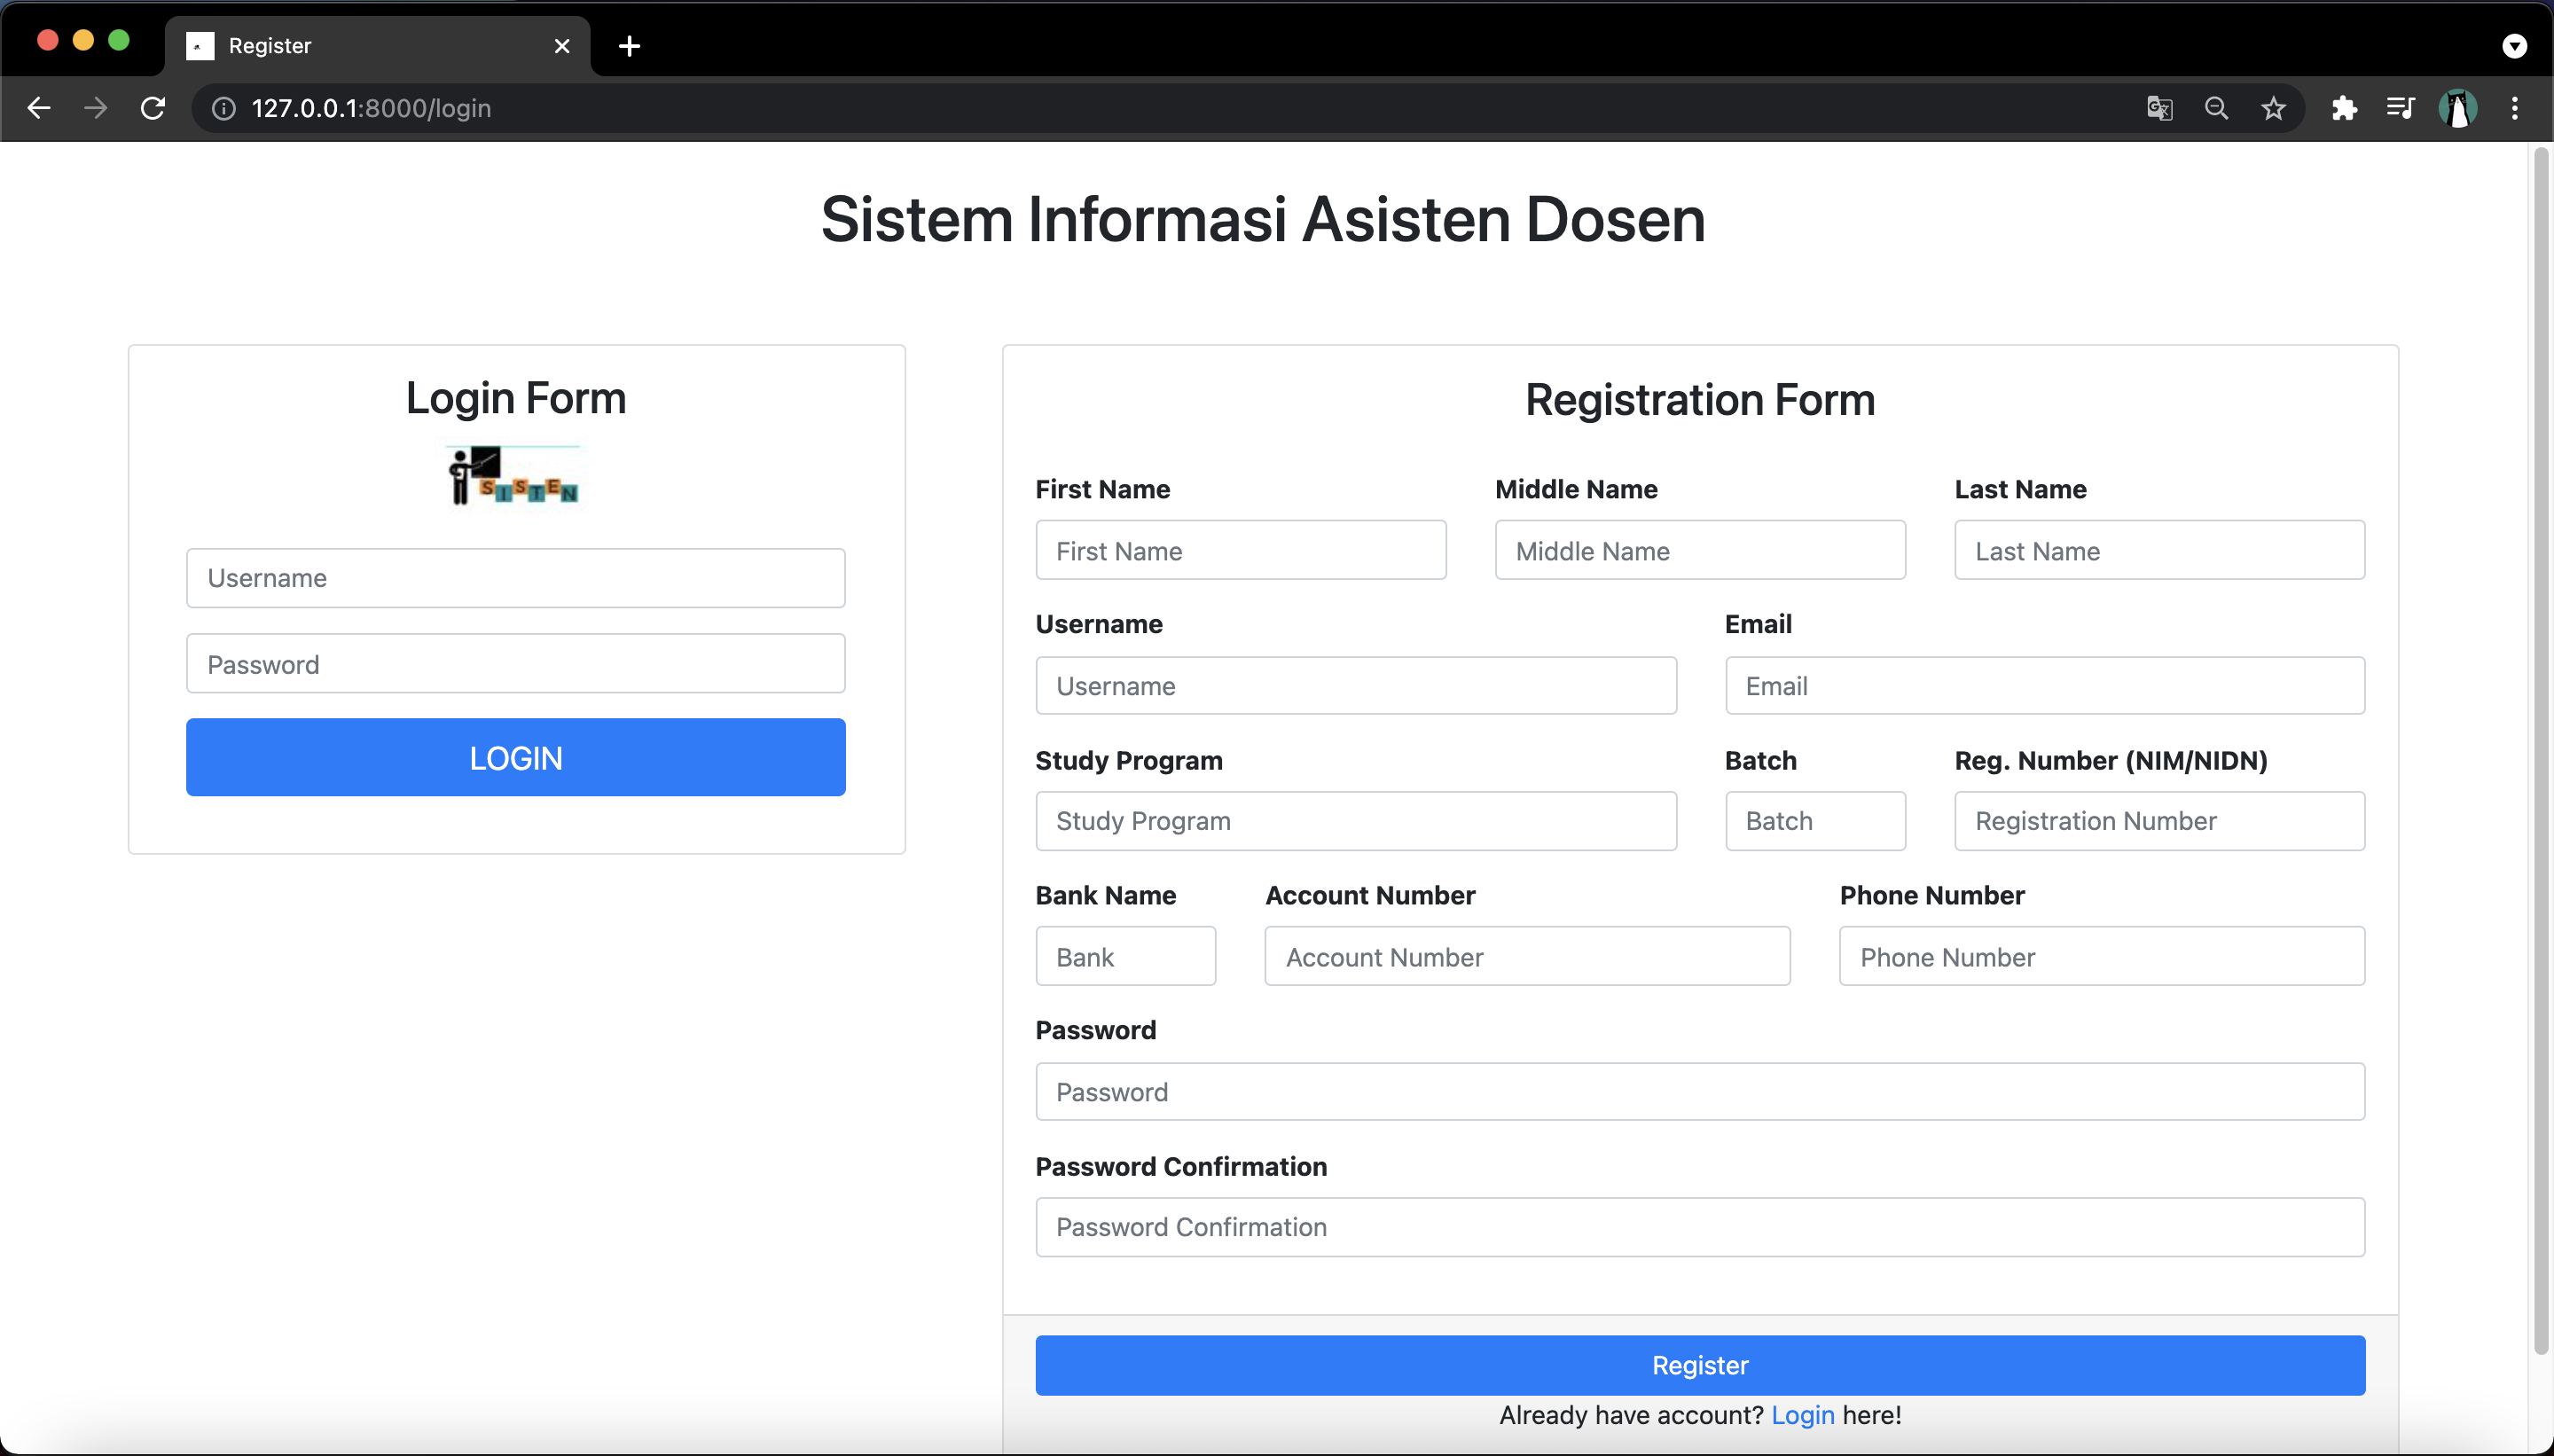 Register
127.0.0.1:8000/login
Sistem Informasi Asisten Dosen
Login Form
SISTEN
Username
Password
LOGIN
Registration Form
First Name Middle Name Last Name
First Name Middle Name Last Name
Username Email
Username Email
Study Program Batch Reg. Number (NIM/NIDN)
Study Program Batch Registration Number
Bank Name Account Number Phone Number
Bank Account Number Phone Number
Password
Password
Password Confirmation
Password Confirmation
Register
Already have account? Login here!